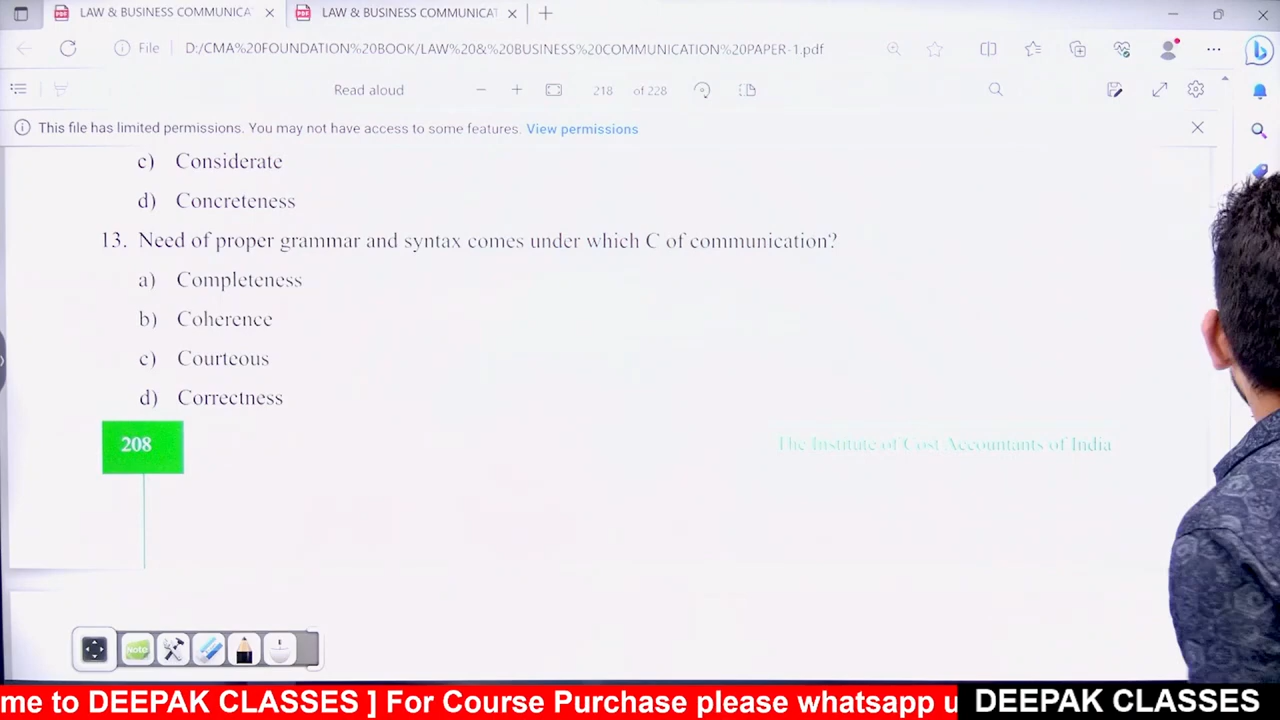 LAW & BUSINESS COMMUNICA
LAW & BUSINESS COMMUNICAT
File
D:/CMA%20FOUNDATION%20BOOK/LAW%20&%20BUSINESS%20COMMUNICATION%20PAPER-1.pdf
Read aloud
218 of 228
This file has limited permissions. You may not have access to some features. View permissions
c) Considerate
d) Concreteness
13. Need of proper grammar and syntax comes under which C of communication?
a) Completeness
b) Coherence
c) Courteous
d) Correctness
208
The Institute of Cost Accountants of India
Note
me to DEEPAK CLASSES ] For Course Purchase please whatsapp u
DEEPAK CLASSES